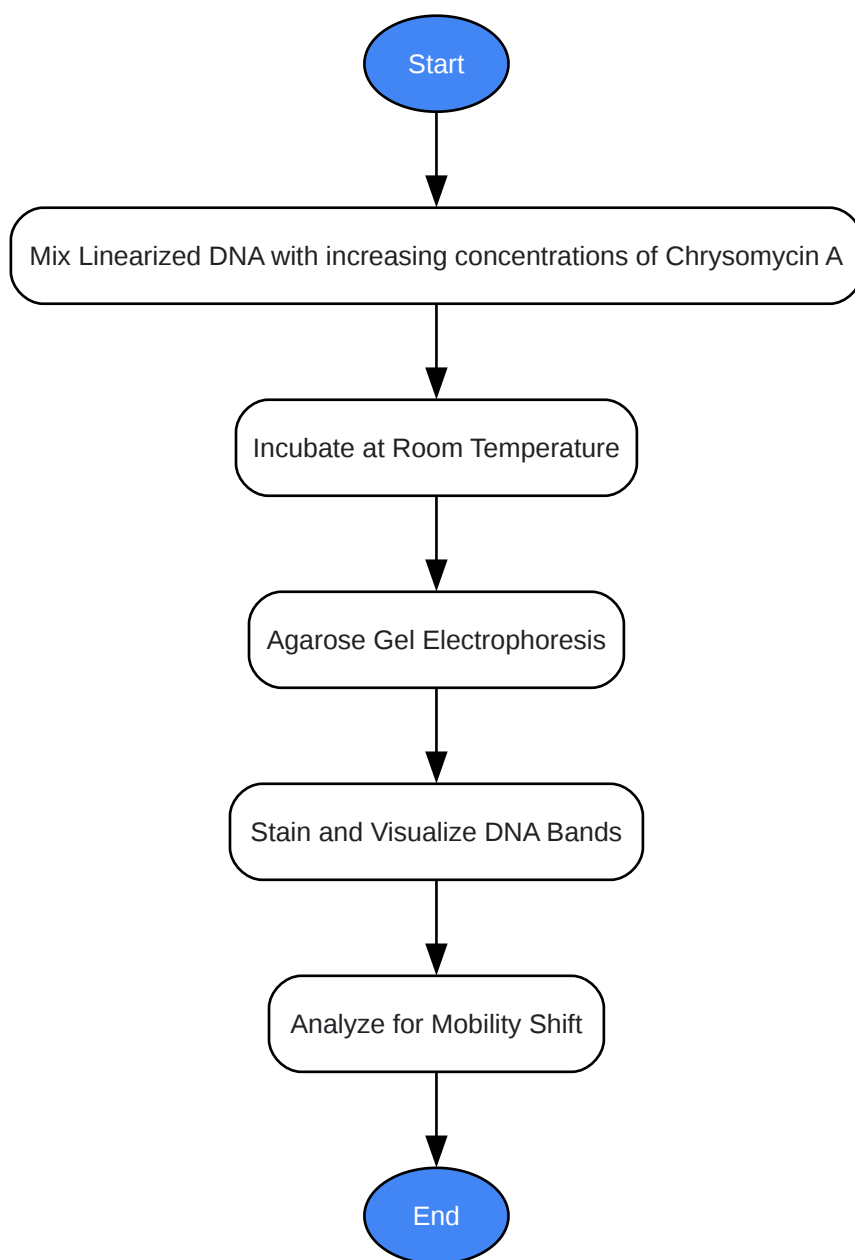 Start
Mix Linearized DNA with increasing concentrations of Chrysomycin A
Incubate at Room Temperature
Agarose Gel Electrophoresis
Stain and Visualize DNA Bands
Analyze for Mobility Shift
End